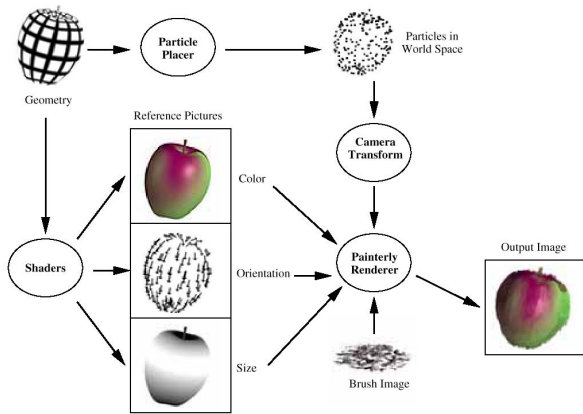 Particle
Placer
Particles in
World Space
Geometry
Reference Pictures
Camera
Transform
Color
Shaders
Orientation
Painterly
Renderer
Output Image
Size
Brush Image